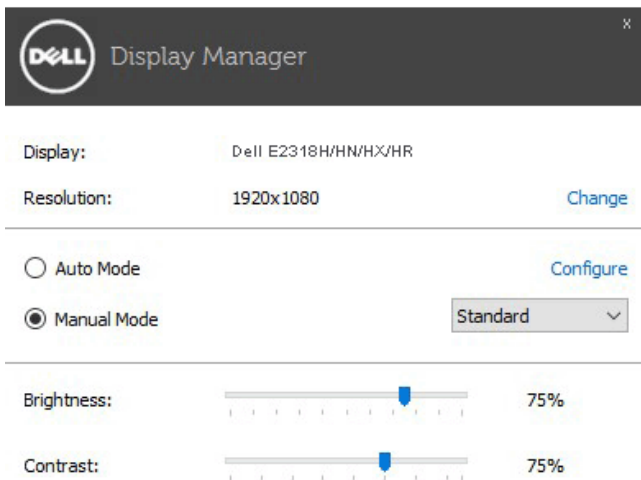 x
DELL Display Manager
Display: Dell E2318H/HN/HX/HR
Resolution: 1920x1080 Change
Auto Mode Configure
Manual Mode Standard
Brightness: 75%
Contrast: 75%